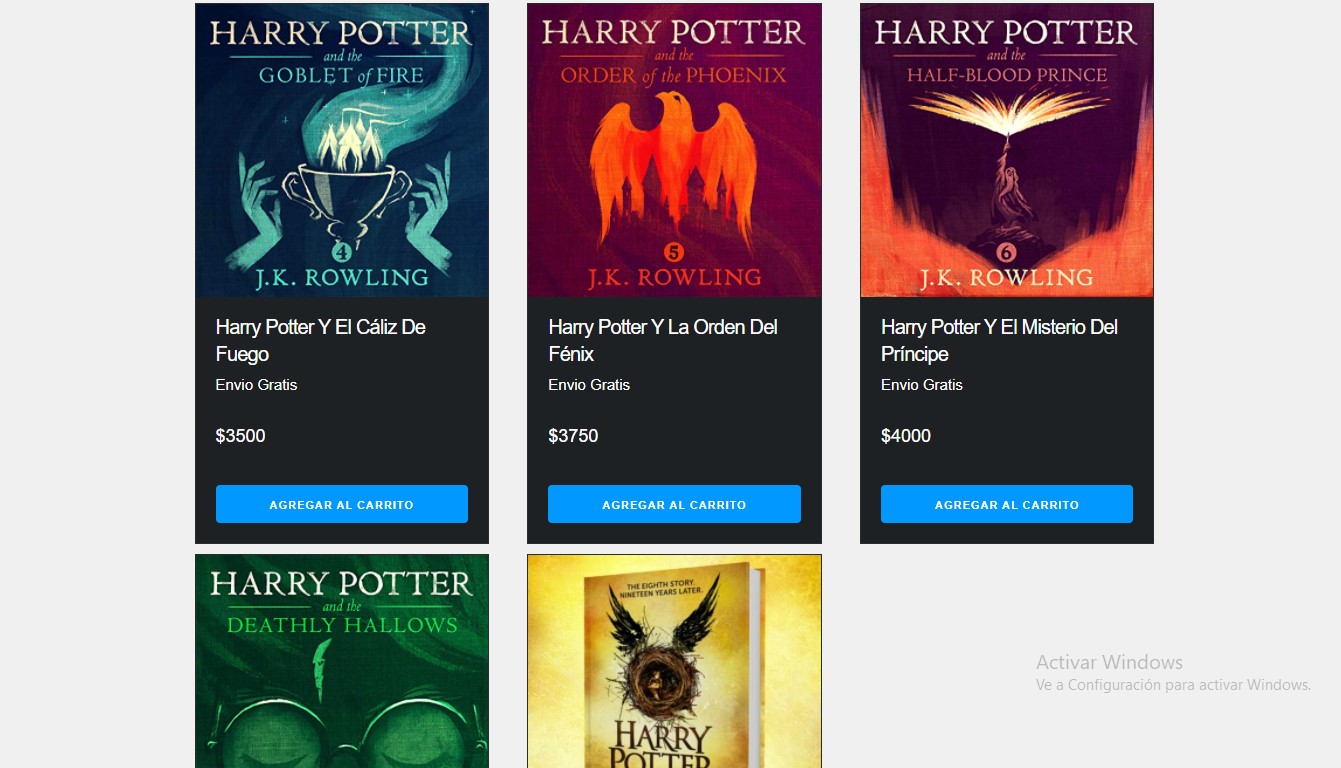 HARRY POTTER
and the
GOBLET of FIRE
4
J.K. ROWLING
Harry Potter Y El Cáliz De
Fuego
Envio Gratis
$3500
AGREGAR AL CARRITO
HARRY POTTER
and the
ORDER of the PHOENIX
5
J.K. ROWLING
Harry Potter Y La Orden Del
Fénix
Envio Gratis
$3750
AGREGAR AL CARRITO
HARRY POTTER
and the
HALF-BLOOD PRINCE
6
J.K. ROWLING
Harry Potter Y El Misterio Del
Príncipe
Envio Gratis
$4000
AGREGAR AL CARRITO
HARRY POTTER
and the
DEATHLY HALLOWS
THE EIGHTH STORY.
NINETEEN YEARS LATER.
HARRY
POTTER
Activar Windows
Ve a Configuración para activar Windows.